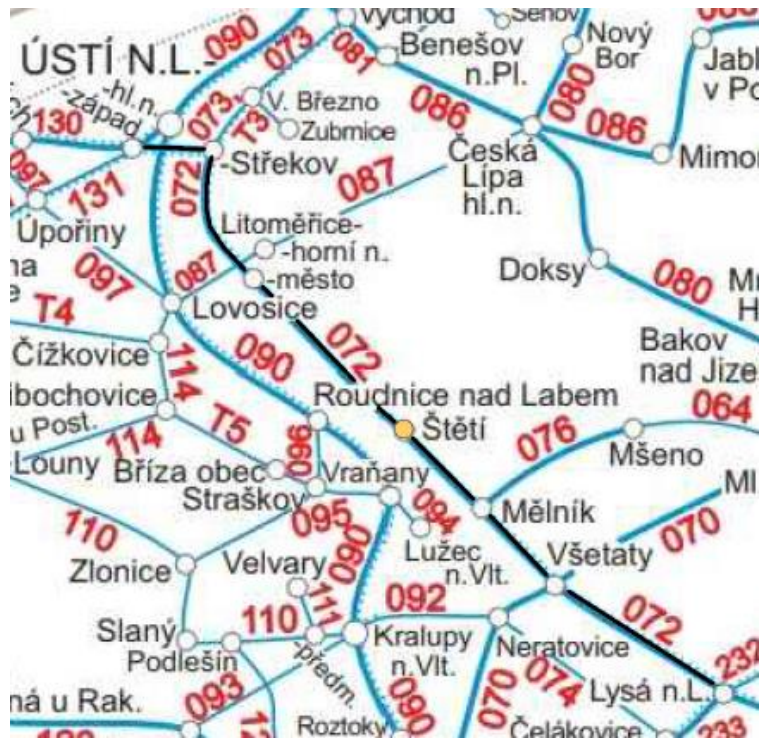 východ
Šenov
090
073
081
Benešov
n.Pl.
Nový
Bor
080
Jabl
v Po
ÚSTÍ N.L.-
-hl.n.
-západ
130
073,
T3
V. Březno
Zubrnice
086
086
Mimoň
-Střekov
Česká
Lípa
hl.n.
097
131
072
087
Úpořiny
Litoměřice-
-horní n.
-město
087
Doksy
080
097
Lovosice
T4
Čížkovice
090
072
Bakov
nad Jize
114
Roudnice nad Labem
ibochovice
064
u Post.
T5
Štětí
076
Mšeno
114
096
-Louny
Bříza obec
Vraňany
Straškov
Mělník
Ml
095
094
070
110
Lužec
n.Vlt.
Všetaty
Zlonice
Velvary
090
111
092
072
Slaný
110
Podlešín
-předm.
Kralupy
n.Vlt.
Neratovice
232
074
Lysá n.L.
ná u Rak.
093
070
090
Roztoky
Čelákovice
233